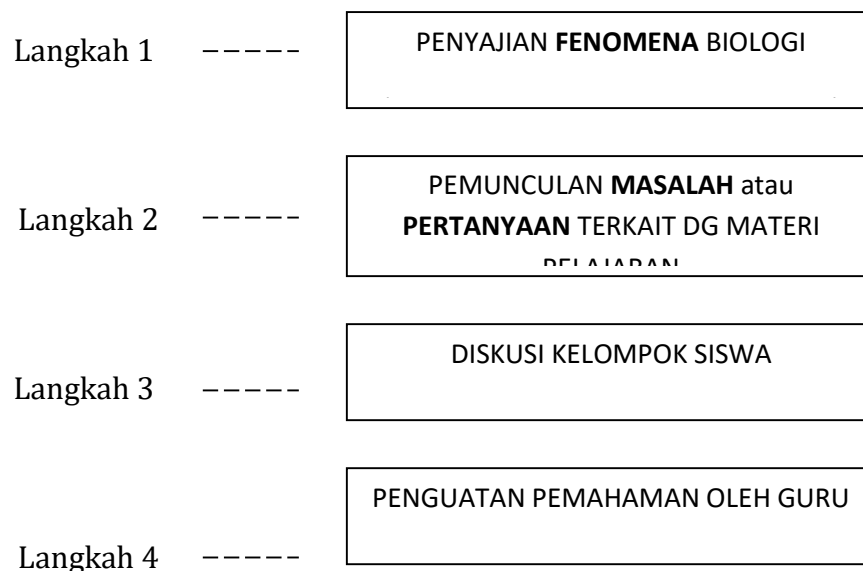 Langkah 1 ----- PENYAJIAN FENOMENA BIOLOGI
Langkah 2 ----- PEMUNCULAN MASALAH atau
PERTANYAAN TERKAIT DG MATERI
PELAJARAN
Langkah 3 ----- DISKUSI KELOMPOK SISWA
Langkah 4 ----- PENGUATAN PEMAHAMAN OLEH GURU